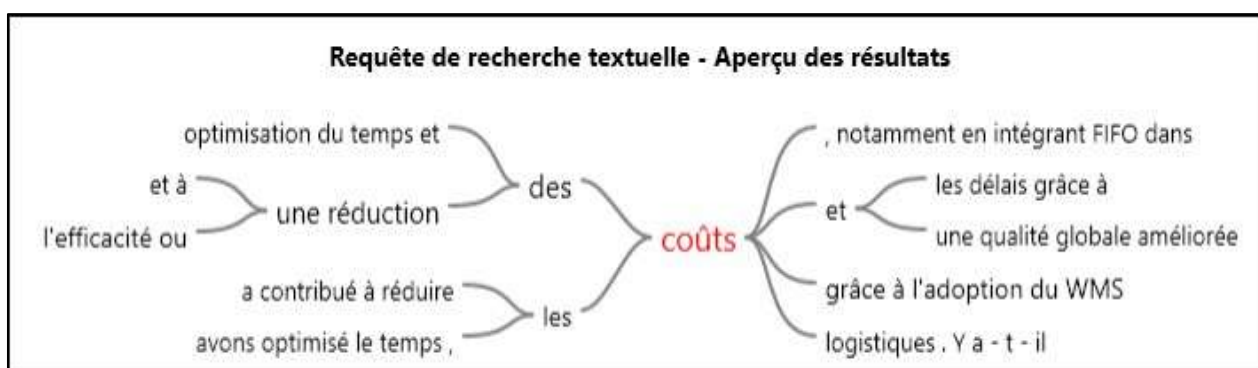 Requête de recherche textuelle - Aperçu des résultats
optimisation du temps et
et à
une réduction
l'efficacité ou
des
a contribué à réduire
les
avons optimisé le temps ,
coûts
, notamment en intégrant FIFO dans
et
les délais grâce à
une qualité globale améliorée
grâce à l'adoption du WMS
logistiques . Y a - t - il